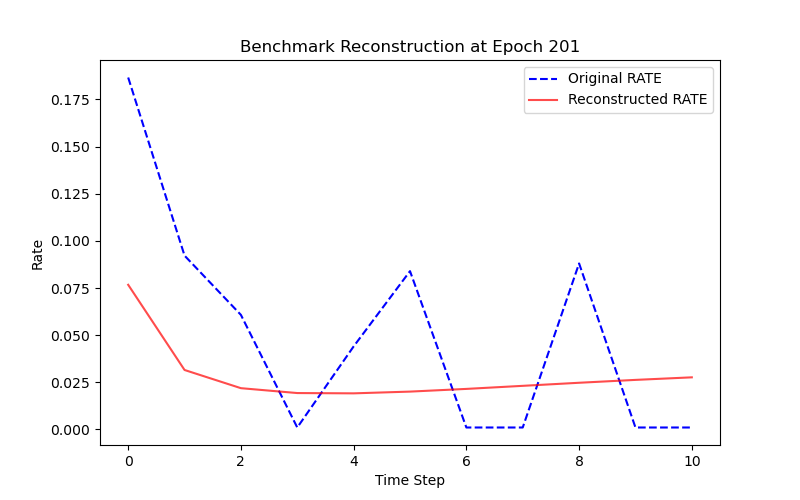 Benchmark Reconstruction at Epoch 201
Original RATE
Reconstructed RATE
Rate
0.175
0.150
0.125
0.100
0.075
0.050
0.025
0.000
0 2 4 6 8 10
Time Step